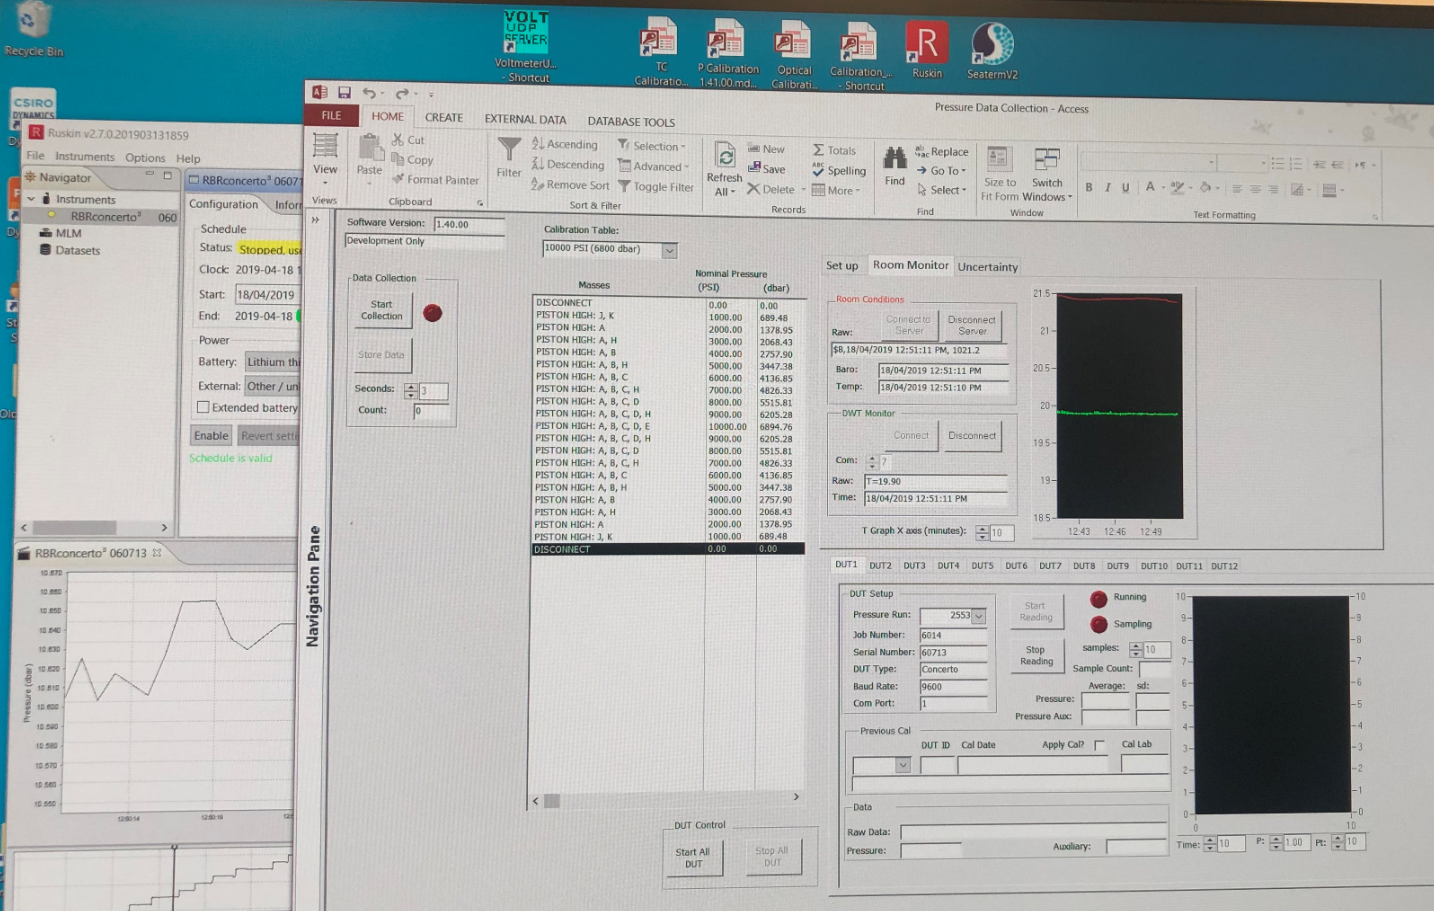 Recycle Bin
VOLT
UDP
SERVER
VoltmeterU...
- Shortcut
TC
Calibratio...
P Calibration
1.41.00.md...
Optical
Calibrati...
Calibration_...
- Shortcut
Ruskin
SeatermV2
CSIRO
DYNAMICS
Ruskin v2.7.0.201903131859
File Instruments Options Help
Navigator
Instruments
RBRconcerto³ 060
MLM
Datasets
RBRconcerto³ 06071
Configuration Inform
Schedule
Status: Stopped, use
Clock: 2019-04-18 1
Start: 18/04/2019
End: 2019-04-18
Power
Battery: Lithium thi
External: Other / un
Extended battery
Enable Revert setti
Schedule is valid
RBRconcerto³ 060713
Pressure (dbar)
10.670
10.660
10.650
10.640
10.630
10.620
10.610
10.600
10.590
10.580
10.570
10.560
10.550
Pressure Data Collection - Access
FILE HOME CREATE EXTERNAL DATA DATABASE TOOLS
View
Views
Paste
Cut
Copy
Format Painter
Clipboard
Filter
Ascending
Descending
Remove Sort
Selection
Advanced
Toggle Filter
Sort & Filter
Refresh
All
New
Save
Delete
Totals
Spelling
More
Records
Find
Replace
Go To
Select
Find
Size to
Fit Form
Switch
Windows
Window
B I U A
Text Formatting
Navigation Pane
Software Version: 1.40.00
Development Only
Data Collection
Start
Collection
Store Data
Seconds: 3
Count: 0
Calibration Table:
10000 PSI (6800 dbar)
Nominal Pressure
Masses (PSI) (dbar)
DISCONNECT 0.00 0.00
PISTON HIGH: J, K 1000.00 689.48
PISTON HIGH: A 2000.00 1378.95
PISTON HIGH: A, H 3000.00 2068.43
PISTON HIGH: A, B 4000.00 2757.90
PISTON HIGH: A, B, H 5000.00 3447.38
PISTON HIGH: A, B, C 6000.00 4136.85
PISTON HIGH: A, B, C, H 7000.00 4826.33
PISTON HIGH: A, B, C, D 8000.00 5515.81
PISTON HIGH: A, B, C, D, H 9000.00 6205.28
PISTON HIGH: A, B, C, D, E 10000.00 6894.76
PISTON HIGH: A, B, C, D, H 9000.00 6205.28
PISTON HIGH: A, B, C, D 8000.00 5515.81
PISTON HIGH: A, B, C, H 7000.00 4826.33
PISTON HIGH: A, B, C 6000.00 4136.85
PISTON HIGH: A, B, H 5000.00 3447.38
PISTON HIGH: A, B 4000.00 2757.90
PISTON HIGH: A, H 3000.00 2068.43
PISTON HIGH: A 2000.00 1378.95
PISTON HIGH: J, K 1000.00 689.48
DISCONNECT 0.00 0.00
DUT Control
Start All
DUT
Stop All
DUT
Set up Room Monitor Uncertainty
Room Conditions
Connect to
Server
Disconnect
Server
Raw:
$B,18/04/2019 12:51:11 PM, 1021.2
Baro: 18/04/2019 12:51:11 PM
Temp: 18/04/2019 12:51:10 PM
DWT Monitor
Connect Disconnect
Com: 7
Raw: T=19.90
Time: 18/04/2019 12:51:11 PM
T Graph X axis (minutes): 10
21.5
21
20.5
20
19.5
19
18.5
12:43 12:46 12:49
DUT1 DUT2 DUT3 DUT4 DUT5 DUT6 DUT7 DUT8 DUT9 DUT10 DUT11 DUT12
DUT Setup
Pressure Run: 2553
Job Number: 6014
Serial Number: 60713
DUT Type: Concerto
Baud Rate: 9600
Com Port: 1
Start
Reading
Stop
Reading
Running
Sampling
samples: 10
Sample Count:
Average: sd:
Pressure:
Pressure Aux:
Previous Cal
DUT ID Cal Date Apply Cal? Cal Lab
Data
Raw Data:
Pressure: Auxiliary:
10 10
9 9
8 8
7 7
6 6
5 5
4 4
3 3
2 2
1 1
0 0
0 10
Time: 10 P: 1.00 Pt: 10